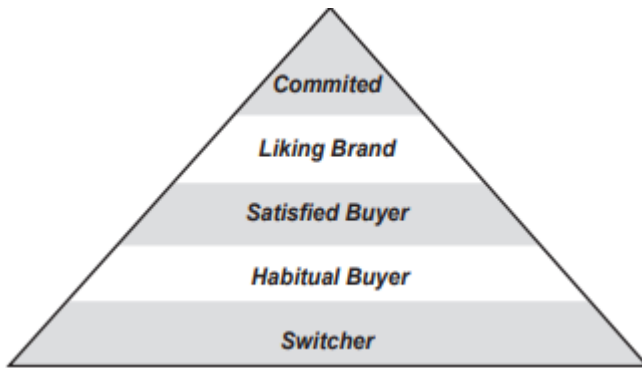 Commited
Liking Brand
Satisfied Buyer
Habitual Buyer
Switcher